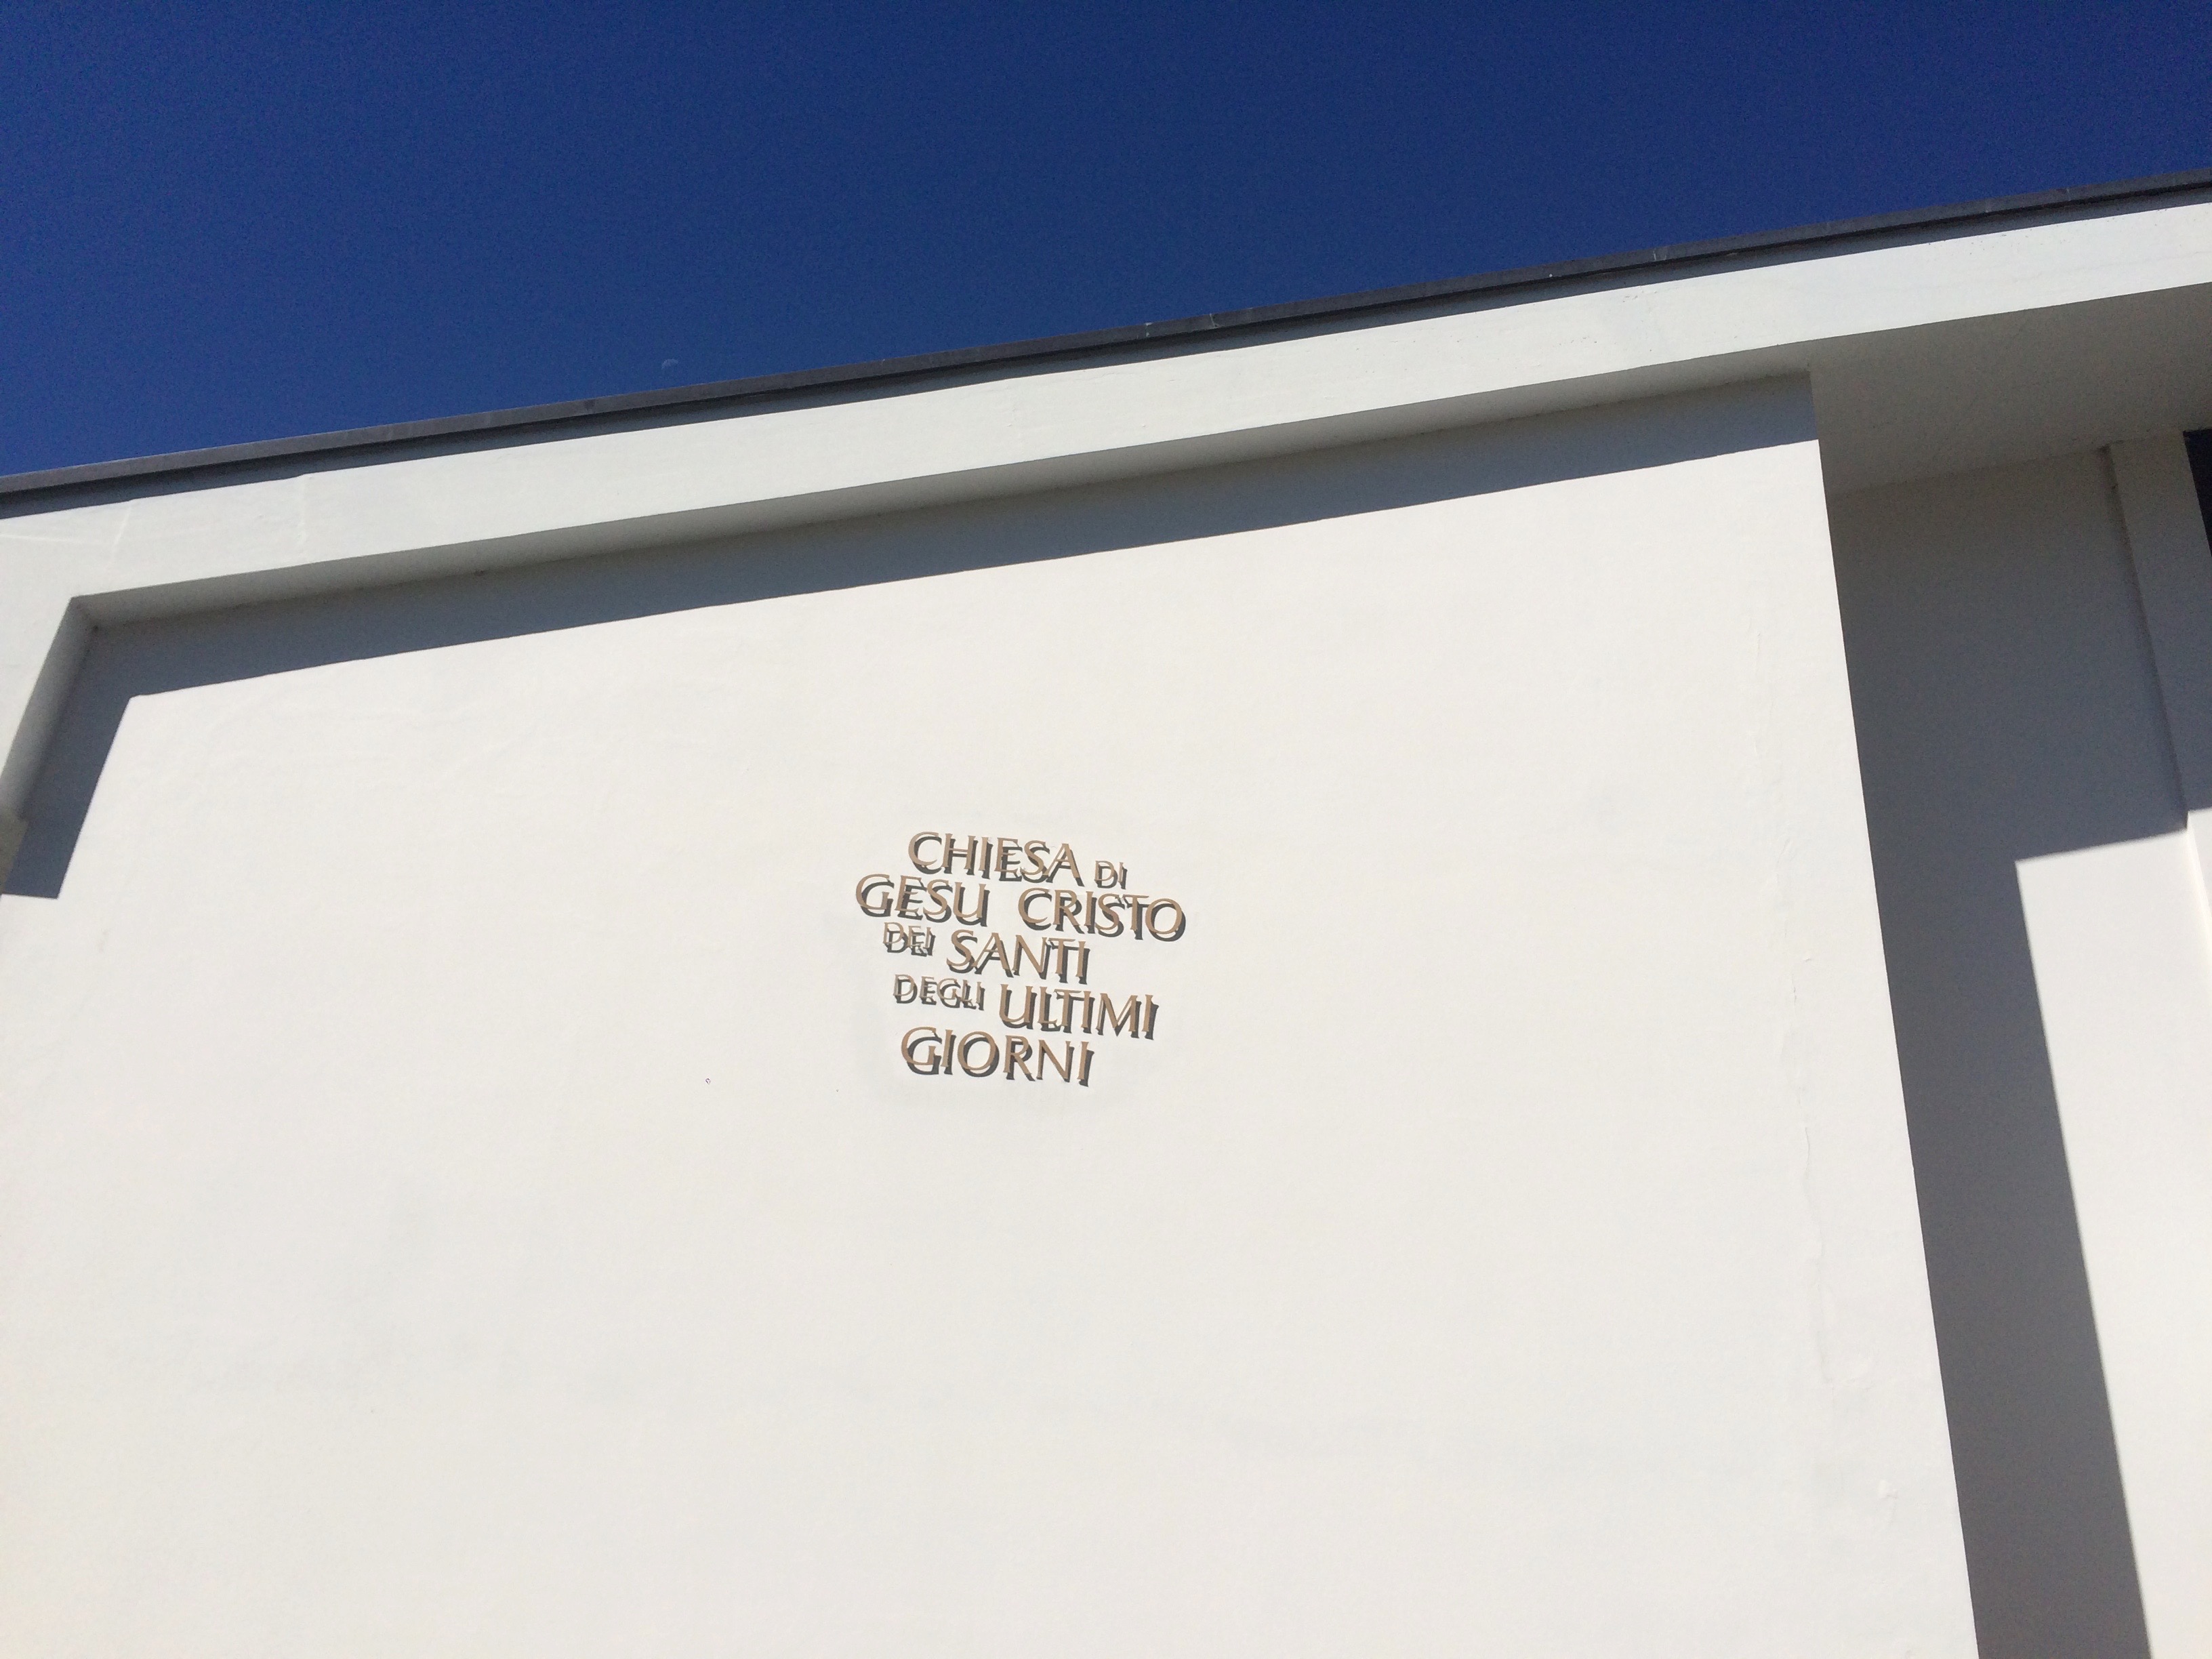 CHIESA DI
GESU CRISTO
DEI SANTI
DEGLI ULTIMI
GIORNI